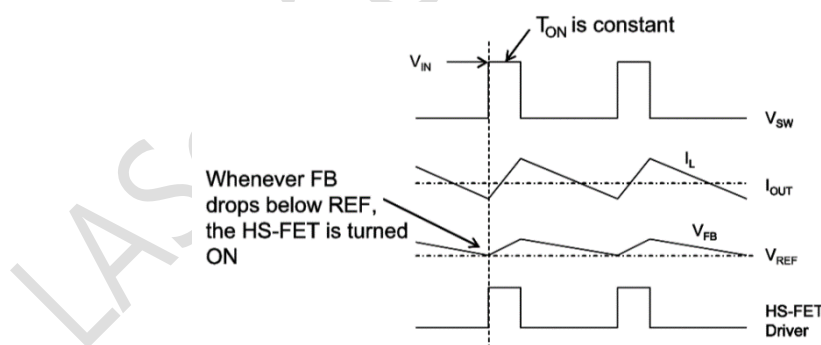 T_ON is constant
V_IN
V_SW
I_L
I_OUT
Whenever FB
drops below REF,
the HS-FET is turned
ON
V_FB
V_REF
HS-FET
Driver
LAS